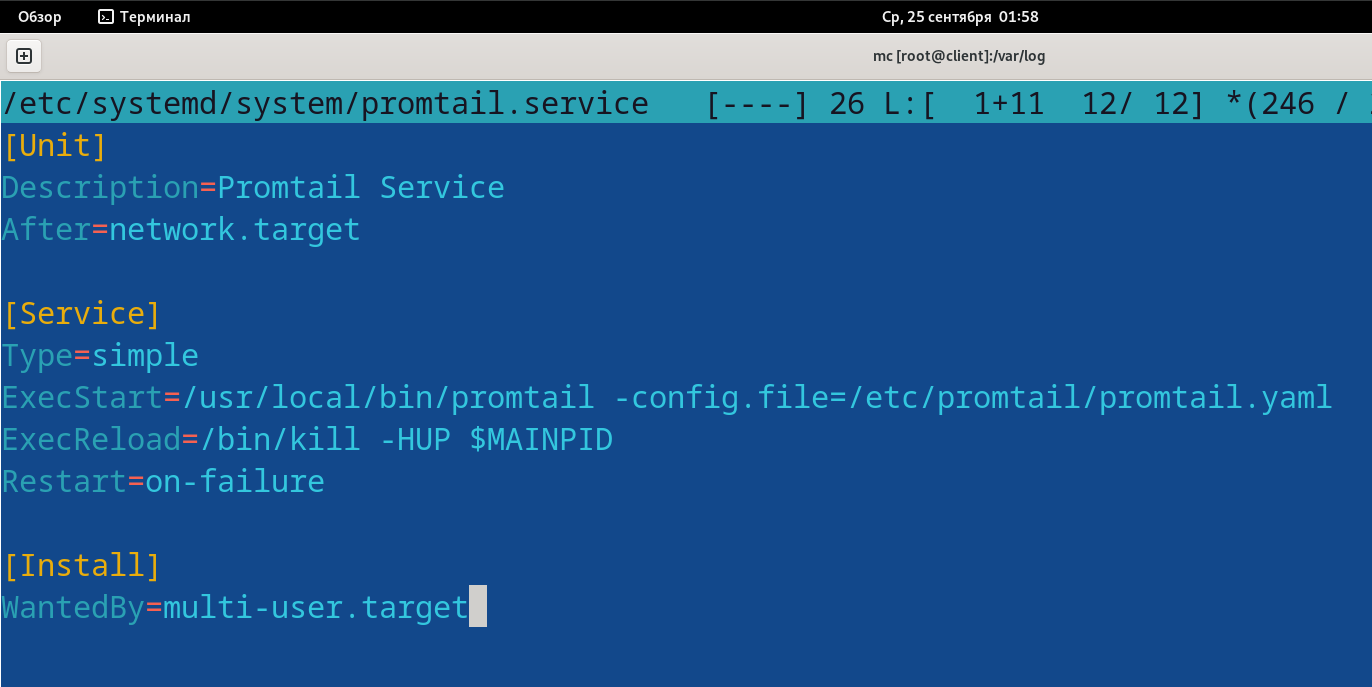 Обзор Терминал Ср, 25 сентября 01:58
mc [root@client]:/var/log
/etc/systemd/system/promtail.service [----] 26 L:[ 1+11 12/ 12] *(246 /
[Unit]
Description=Promtail Service
After=network.target
[Service]
Type=simple
ExecStart=/usr/local/bin/promtail -config.file=/etc/promtail/promtail.yaml
ExecReload=/bin/kill -HUP $MAINPID
Restart=on-failure
[Install]
WantedBy=multi-user.target